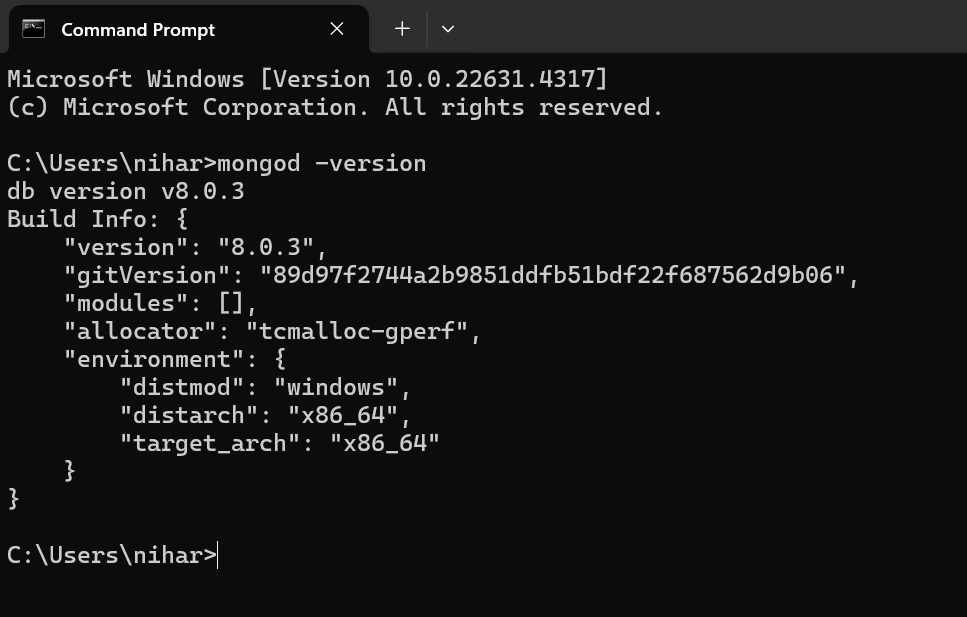 Command Prompt
Microsoft Windows [Version 10.0.22631.4317]
(c) Microsoft Corporation. All rights reserved.
C:\Users\nihar>mongod -version
db version v8.0.3
Build Info: {
    "version": "8.0.3",
    "gitVersion": "89d97f2744a2b9851ddfb51bdf22f687562d9b06",
    "modules": [],
    "allocator": "tcmalloc-gperf",
    "environment": {
        "distmod": "windows",
        "distarch": "x86_64",
        "target_arch": "x86_64"
    }
}
C:\Users\nihar>